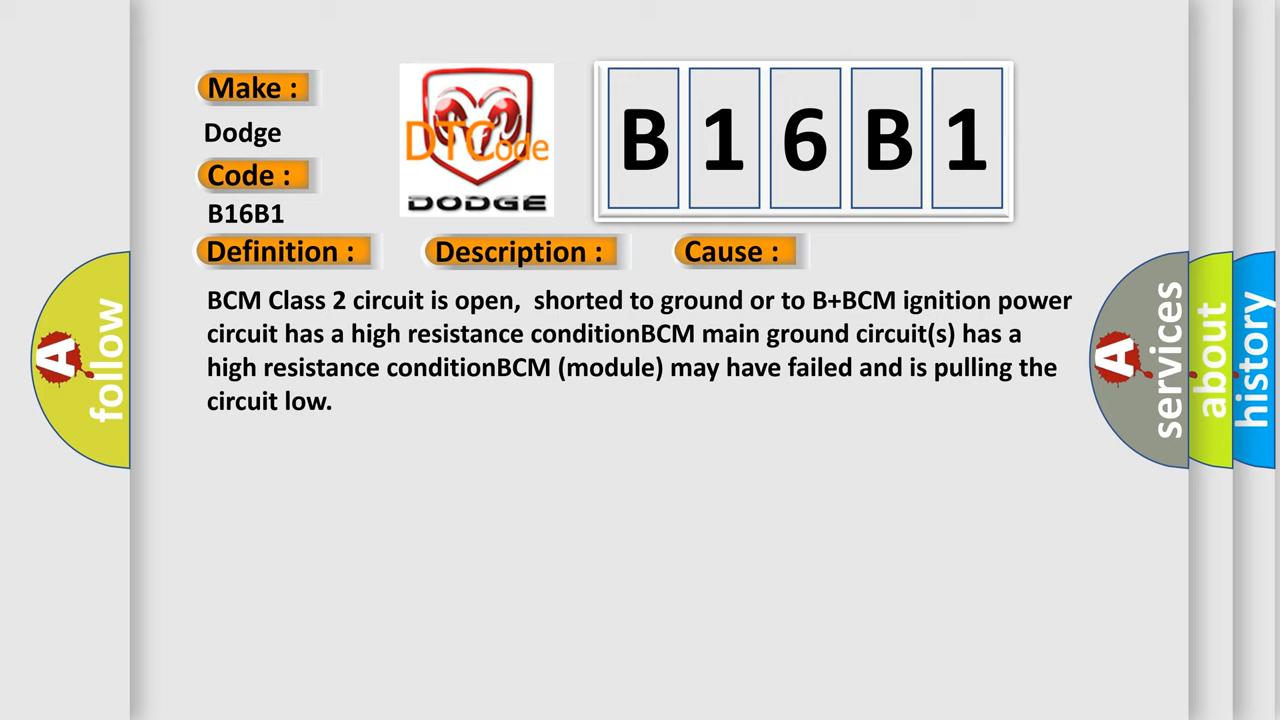 Make :
Dodge
Code :
B16B1
DTCode
DODGE
B 1 6 B 1
Definition : Description : Cause :
BCM Class 2 circuit is open,  shorted to ground or to B+BCM ignition power
circuit has a high resistance conditionBCM main ground circuit(s) has a
high resistance conditionBCM (module) may have failed and is pulling the
circuit low.
A follow
A services
about
history